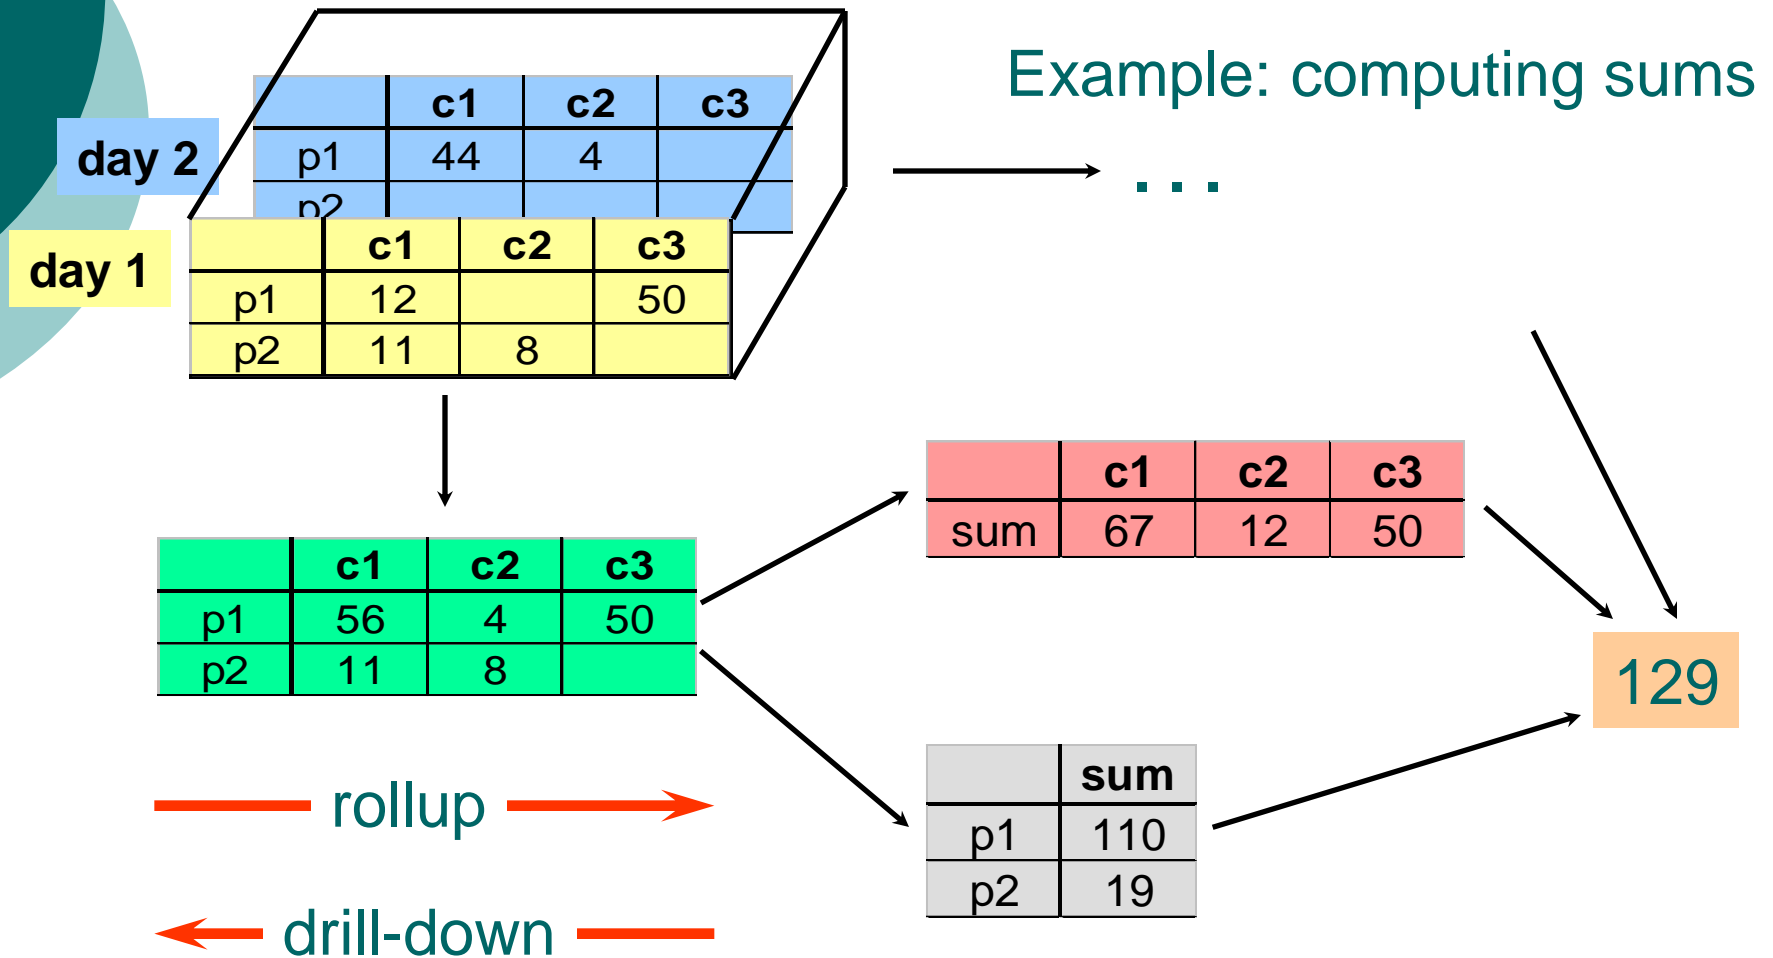 Example: computing sums
day 2
c1 c2 c3
p1 44 4
p2
. . .
day 1
c1 c2 c3
p1 12 50
p2 11 8
c1 c2 c3
sum 67 12 50
c1 c2 c3
p1 56 4 50
p2 11 8
129
sum
p1 110
p2 19
rollup
drill-down